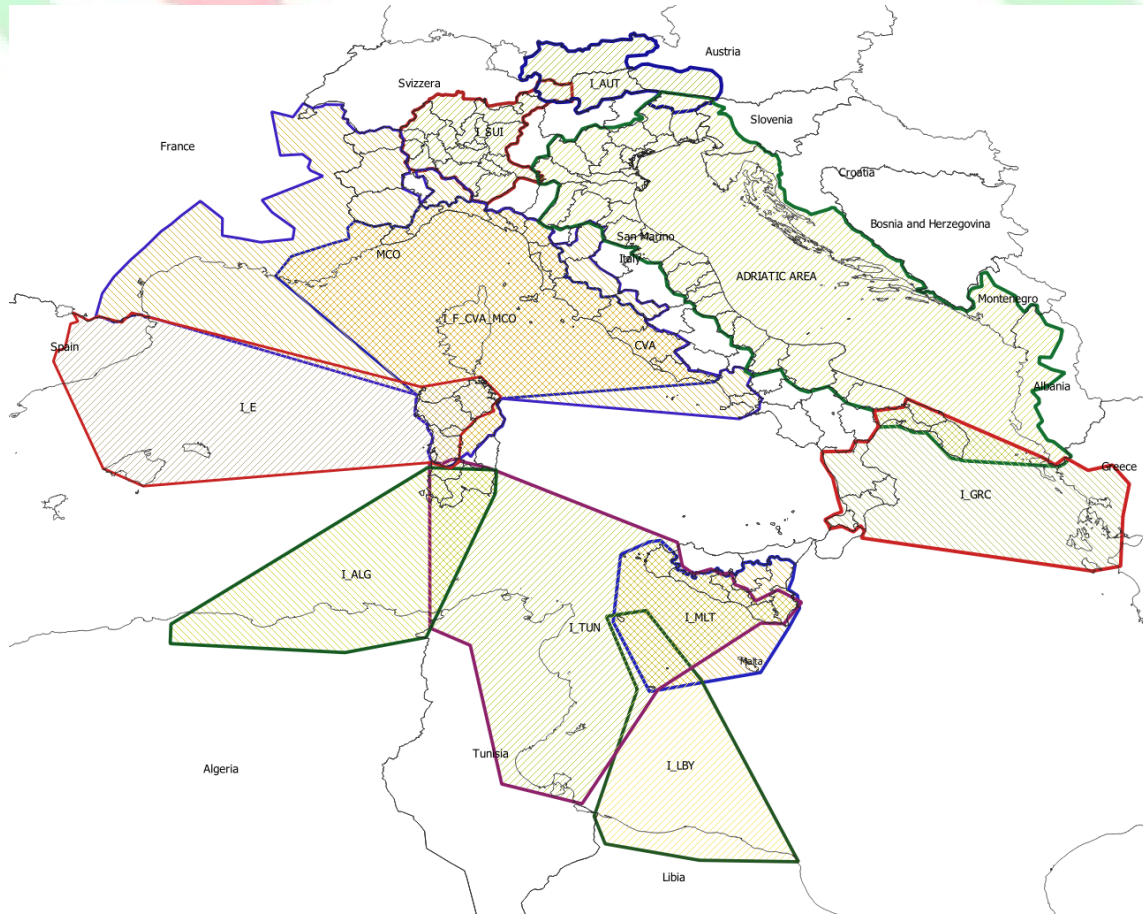 Austria
Svizzera
I_AUT
Slovenia
I_SUI
France
Croatia
Bosnia and Herzegovina
San Marino
Italy
MCO
ADRIATIC AREA
Montenegro
I_F_CVA_MCO
CVA
Spain
Albania
I_E
Greece
I_GRC
I_ALG
I_MLT
I_TUN
Malta
Tunisia
I_LBY
Algeria
Libia